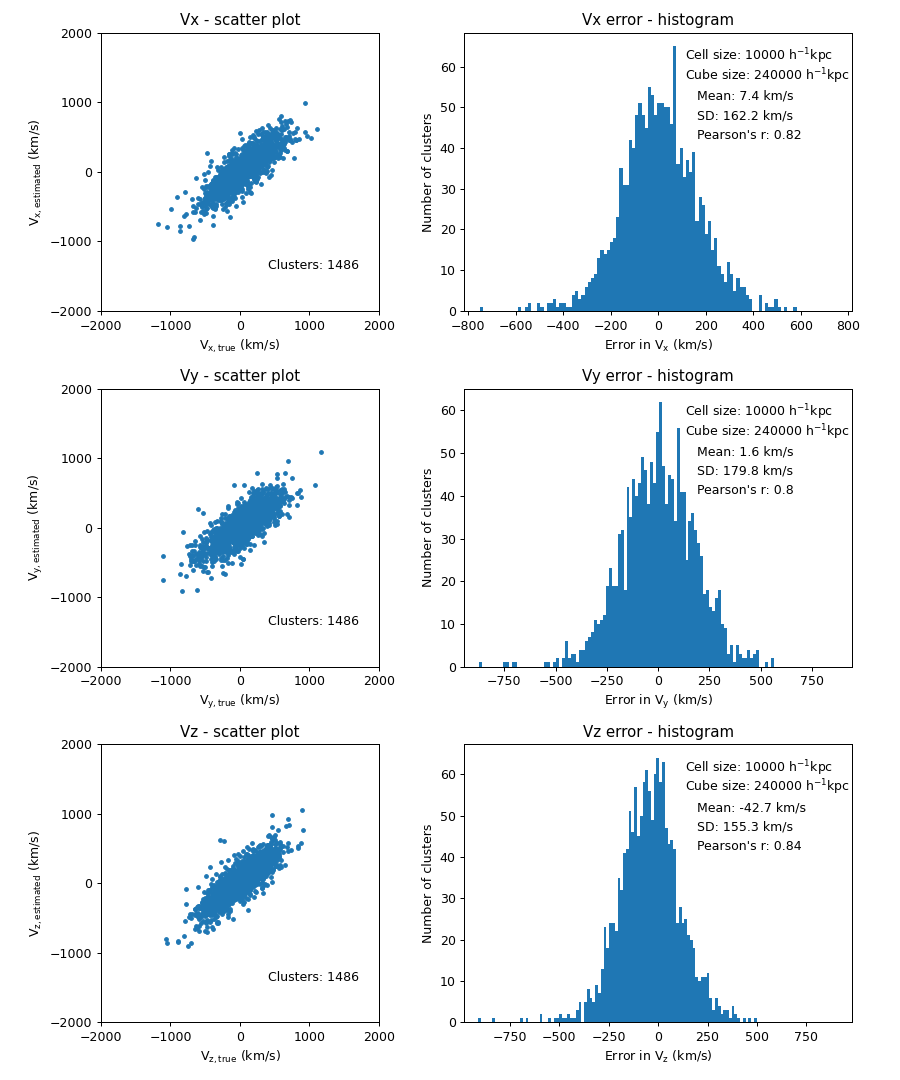 Vx - scatter plot
2000
1000
0
−1000
−2000
−2000 −1000 0 1000 2000
V_x, estimated (km/s)
V_x, true (km/s)
Clusters: 1486
Vx error - histogram
Cell size: 10000 h⁻¹kpc
Cube size: 240000 h⁻¹kpc
Mean: 7.4 km/s
SD: 162.2 km/s
Pearson's r: 0.82
60
50
40
30
20
10
0
−800 −600 −400 −200 0 200 400 600 800
Number of clusters
Error in V_x (km/s)
Vy - scatter plot
2000
1000
0
−1000
−2000
−2000 −1000 0 1000 2000
V_y, estimated (km/s)
V_y, true (km/s)
Clusters: 1486
Vy error - histogram
Cell size: 10000 h⁻¹kpc
Cube size: 240000 h⁻¹kpc
Mean: 1.6 km/s
SD: 179.8 km/s
Pearson's r: 0.8
60
50
40
30
20
10
0
−750 −500 −250 0 250 500 750
Number of clusters
Error in V_y (km/s)
Vz - scatter plot
2000
1000
0
−1000
−2000
−2000 −1000 0 1000 2000
V_z, estimated (km/s)
V_z, true (km/s)
Clusters: 1486
Vz error - histogram
Cell size: 10000 h⁻¹kpc
Cube size: 240000 h⁻¹kpc
Mean: -42.7 km/s
SD: 155.3 km/s
Pearson's r: 0.84
60
50
40
30
20
10
0
−750 −500 −250 0 250 500 750
Number of clusters
Error in V_z (km/s)